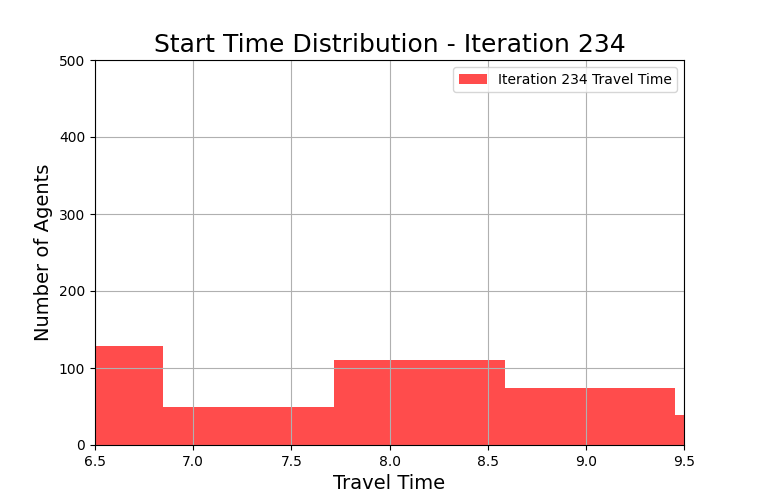 Start Time Distribution - Iteration 234
Iteration 234 Travel Time
Number of Agents
500
400
300
200
100
0
6.5 7.0 7.5 8.0 8.5 9.0 9.5
Travel Time